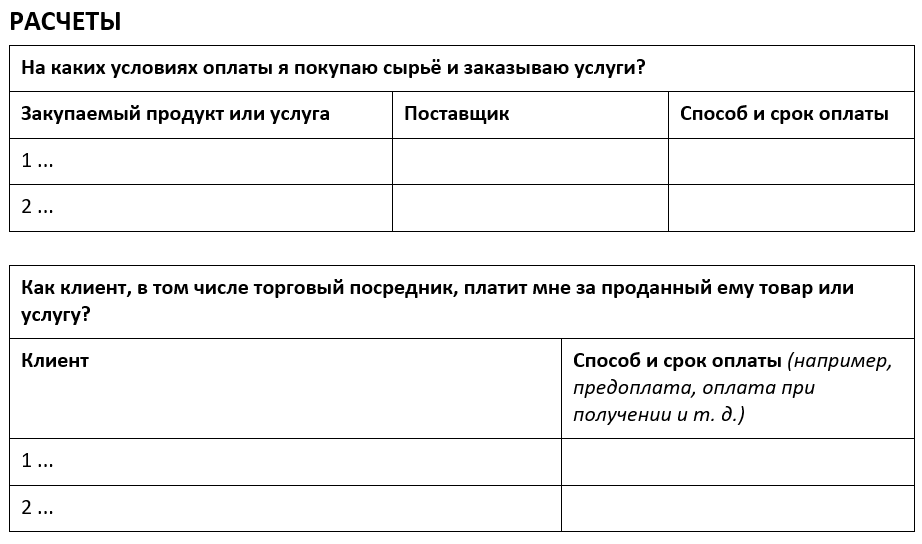 РАСЧЕТЫ
На каких условиях оплаты я покупаю сырьё и заказываю услуги?
Закупаемый продукт или услуга Поставщик Способ и срок оплаты
1 ...
2 ...
Как клиент, в том числе торговый посредник, платит мне за проданный ему товар или
услугу?
Клиент Способ и срок оплаты (например,
предоплата, оплата при
получении и т. д.)
1 ...
2 ...